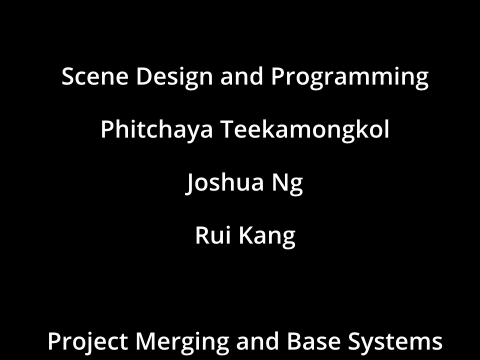 Scene Design and Programming
Phitchaya Teekamongkol
Joshua Ng
Rui Kang
Project Merging and Base Systems